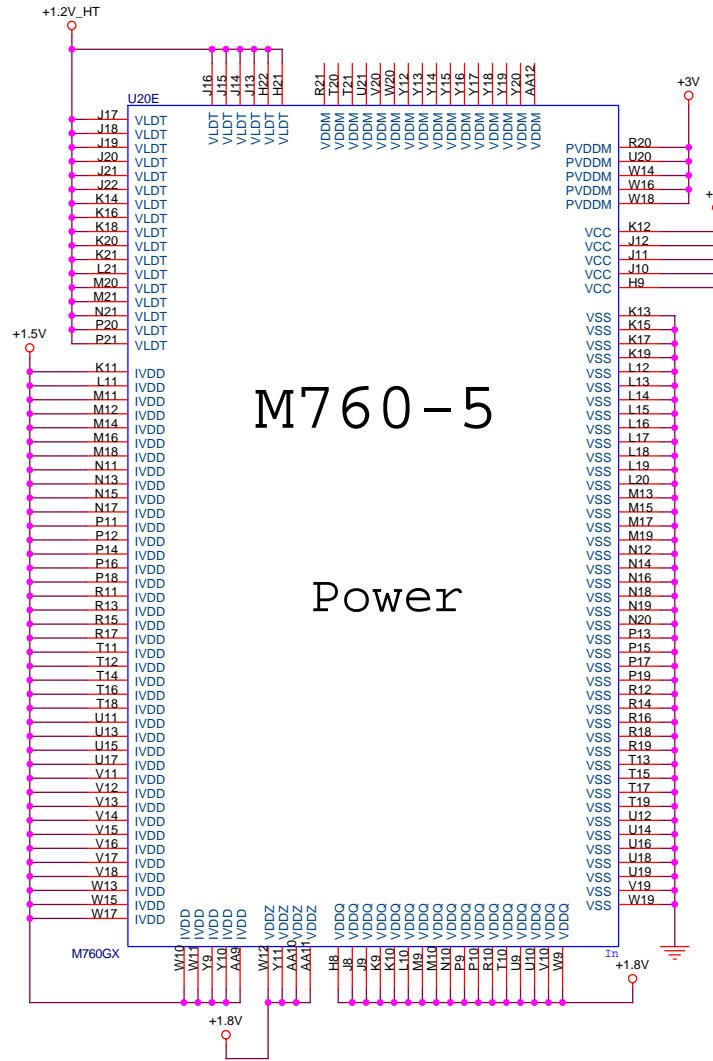 +1.2V_HT
J16 J15 J14 J13 H22 H21 R21 T20 T21 U21 V20 W20 Y12 Y13 Y14 Y15 Y16 Y17 Y18 Y19 Y20 AA12
+3V
U20E
VLDT VLDT VLDT VLDT VLDT VLDT VDDM VDDM VDDM VDDM VDDM VDDM VDDM VDDM VDDM VDDM VDDM VDDM VDDM VDDM VDDM VDDM
J17 VLDT
J18 VLDT
J19 VLDT PVDDM R20
J20 VLDT PVDDM U20
J21 VLDT PVDDM W14
J22 VLDT PVDDM W16
K14 VLDT PVDDM W18
K16 VLDT
+
K18 VLDT VCC K12
K20 VLDT VCC J12
K21 VLDT VCC J11
L21 VLDT VCC J10
M20 VLDT VCC H9
M21 VLDT
N21 VLDT VSS K13
P20 VLDT VSS K15
+1.5V
P21 VLDT VSS K17
VSS K19
K11 IVDD VSS L12
L11 IVDD VSS L13
M11 IVDD VSS L14
M12 IVDD VSS L15
M14 IVDD VSS L16
M16 IVDD VSS L17
M18 IVDD VSS L18
N11 IVDD VSS L19
N13 IVDD VSS L20
N15 IVDD VSS M13
N17 IVDD VSS M15
P11 IVDD VSS M17
P12 IVDD VSS M19
P14 IVDD VSS N12
P16 IVDD VSS N14
P18 IVDD VSS N16
R11 IVDD VSS N18
R13 IVDD VSS N19
R15 IVDD VSS N20
R17 IVDD VSS P13
T11 IVDD VSS P15
T12 IVDD VSS P17
T14 IVDD VSS P19
T16 IVDD VSS R12
T18 IVDD VSS R14
U11 IVDD VSS R16
U13 IVDD VSS R18
U15 IVDD VSS R19
U17 IVDD VSS T13
V11 IVDD VSS T15
V12 IVDD VSS T17
V13 IVDD VSS T19
V14 IVDD VSS U12
V15 IVDD VSS U14
V16 IVDD VSS U16
V17 IVDD VSS U18
V18 IVDD VSS U19
W13 IVDD VSS V19
W15 IVDD VSS W19
W17 IVDD
M760-5
Power
IVDD IVDD IVDD IVDD IVDD VDDZ VDDZ VDDZ VDDZ VDDQ VDDQ VDDQ VDDQ VDDQ VDDQ VDDQ VDDQ VDDQ VDDQ VDDQ VDDQ VDDQ VDDQ VDDQ VDDQ VDDQ
M760GX
In
W10 W11 Y9 Y10 AA9 W12 Y11 AA10 AA11 H8 J8 J9 K9 K10 L10 M9 M10 N10 P9 P10 R10 T10 U9 U10 V10 W9
+1.8V
+1.8V